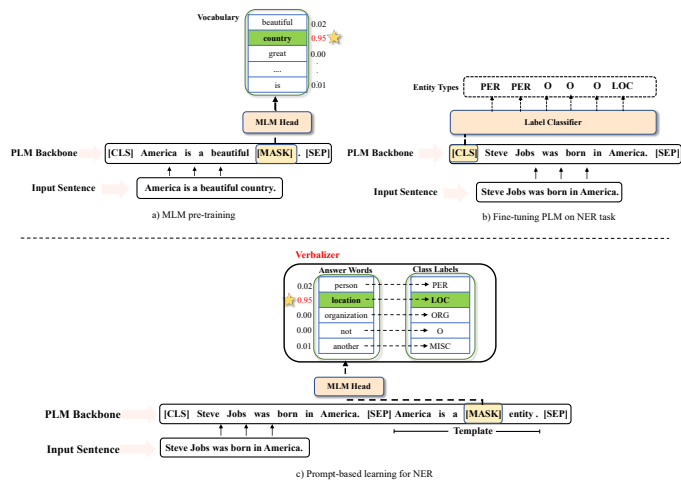 Vocabulary
beautiful 0.02
country 0.95
great 0.00
.... .
is 0.01
MLM Head
PLM Backbone [CLS] America is a beautiful [MASK] . [SEP]
Input Sentence America is a beautiful country.
a) MLM pre-training
Entity Types PER PER O O O LOC
Label Classifier
PLM Backbone [CLS] Steve Jobs was born in America. [SEP]
Input Sentence Steve Jobs was born in America.
b) Fine-tuning PLM on NER task
Verbalizer
Answer Words Class Labels
0.02 person PER
0.95 location LOC
0.00 organization ORG
0.00 not O
0.01 another MISC
MLM Head
PLM Backbone [CLS] Steve Jobs was born in America. [SEP] America is a [MASK] entity . [SEP]
Template
Input Sentence Steve Jobs was born in America.
c) Prompt-based learning for NER